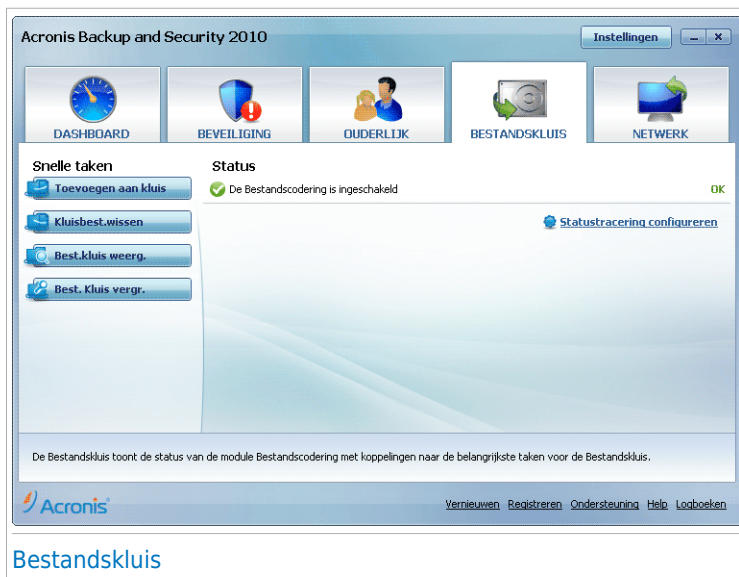 Acronis Backup and Security 2010
Instellingen
DASHBOARD
BEVEILIGING
OUDERLIJK
BESTANDSKLUIS
NETWERK
Snelle taken
Toevoegen aan kluis
Kluisbest.wissen
Best.kluis weerg.
Best. Kluis vergr.
Status
De Bestandscodering is ingeschakeld
OK
Statustracering configureren
De Bestandskluis toont de status van de module Bestandscodering met koppelingen naar de belangrijkste taken voor de Bestandskluis.
Acronis
Vernieuwen Registreren Ondersteuning Help Logboeken
Bestandskluis